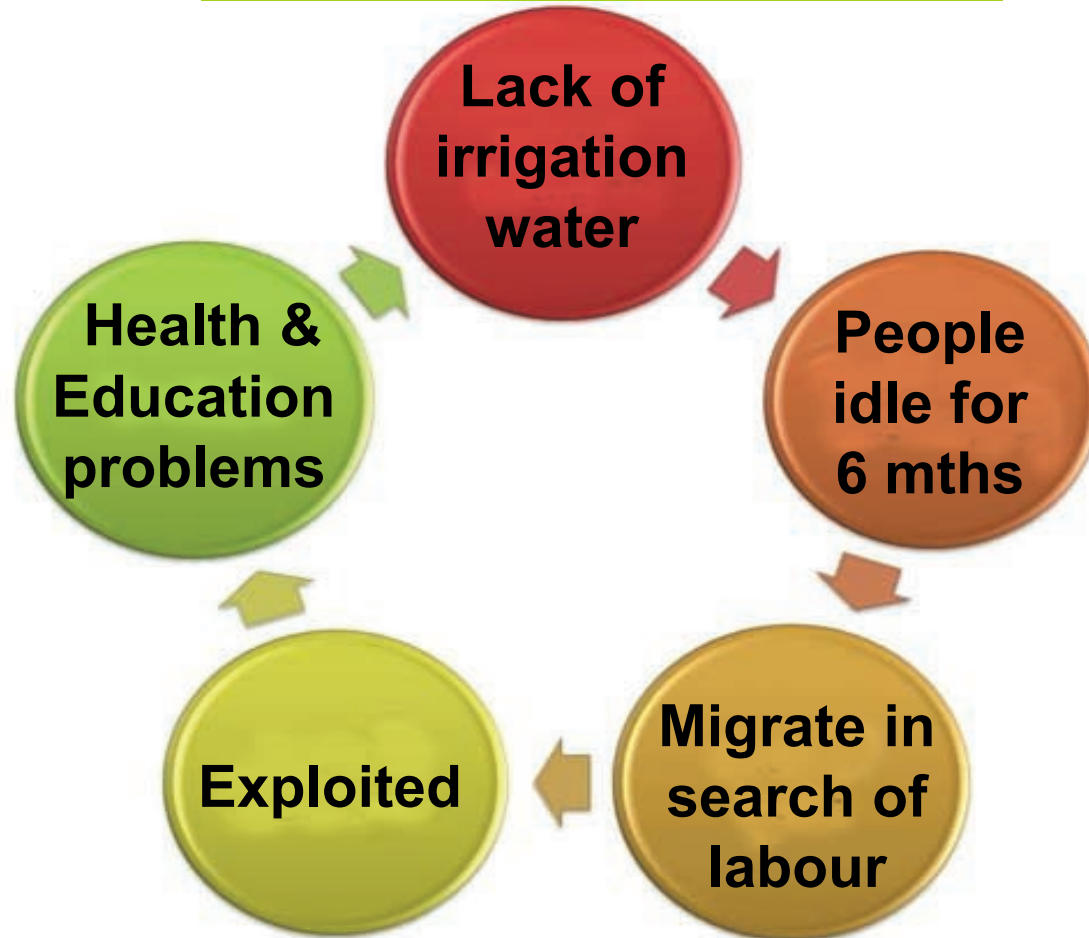 Lack of
irrigation
water
People
idle for
6 mths
Migrate in
search of
labour
Exploited
Health &
Education
problems